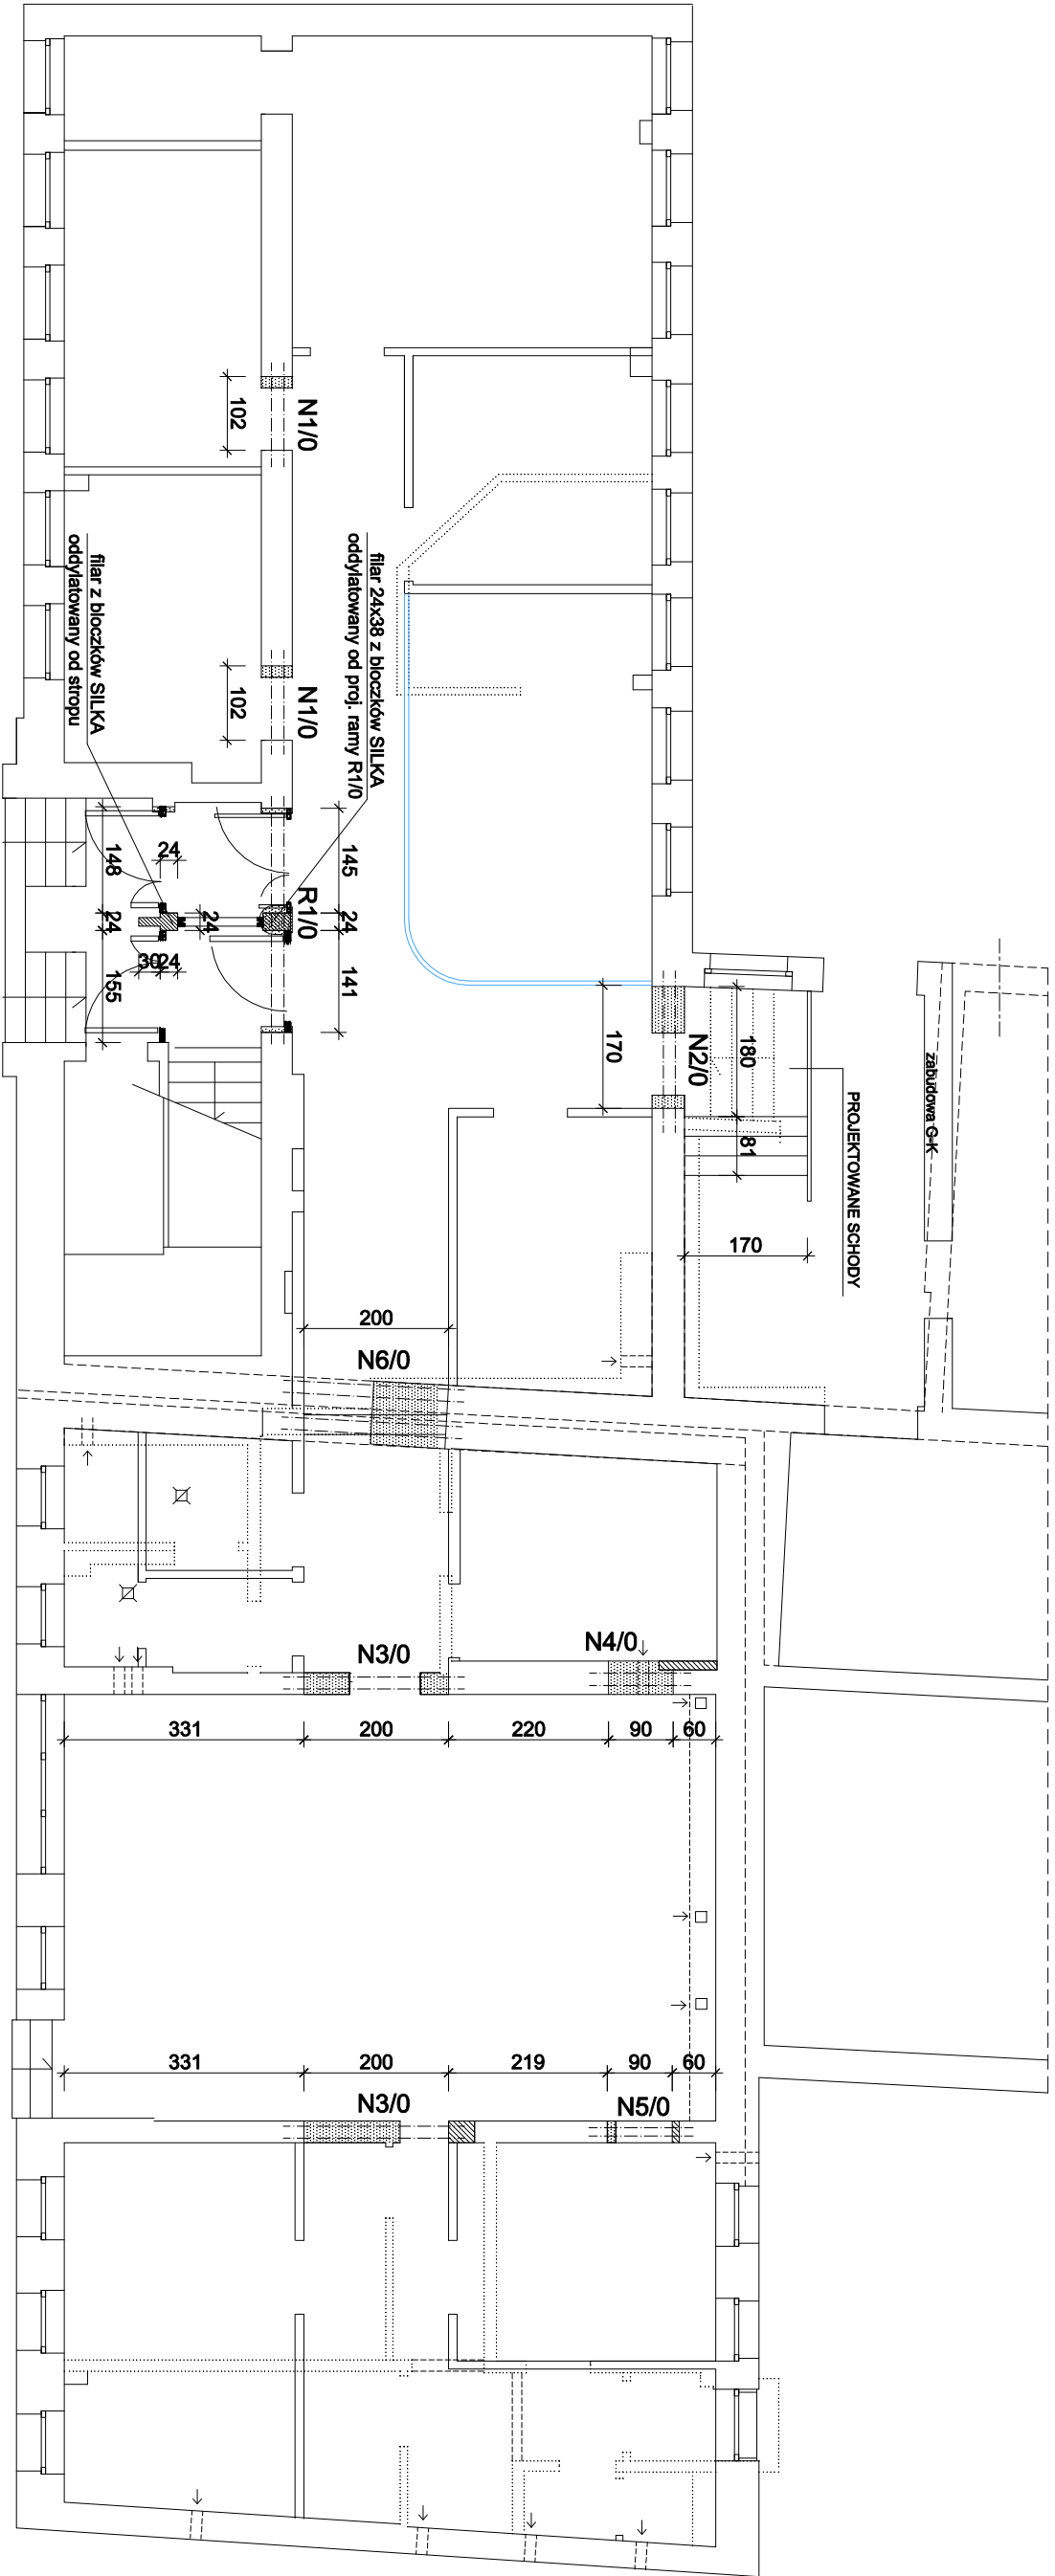 N1/0
102
N1/0
102
filar 24x38 z bloczków SILKA
oddylatowany od proj. ramy R1/0
filar z bloczków SILKA
oddylatowany od stropu
145
R1/0
24
141
148
24
24
24
30
24
155
170
N2/0
180
81
PROJEKTOWANE SCHODY
zabudowa G-K
170
200
N6/0
N3/0
N4/0
331
200
220
90
60
331
200
219
90
60
N3/0
N5/0